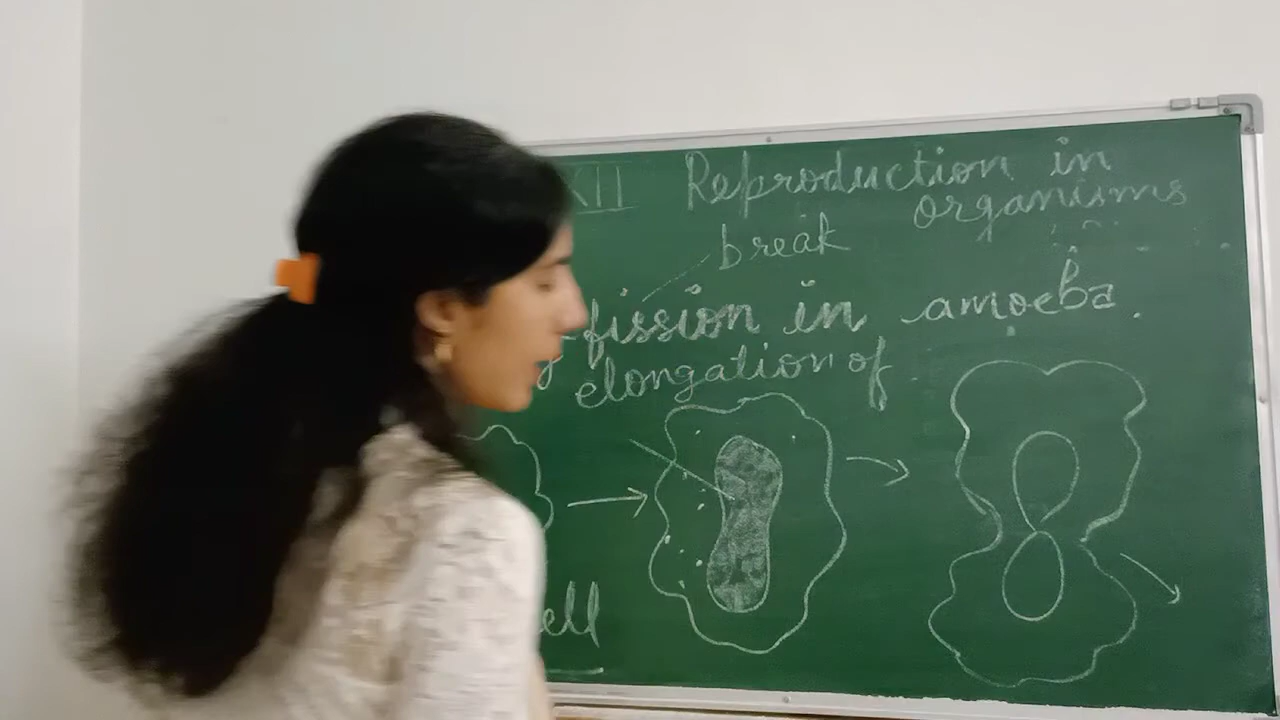 XII Reproduction in
organisms
break
fission in amoeba.
elongation of
ell